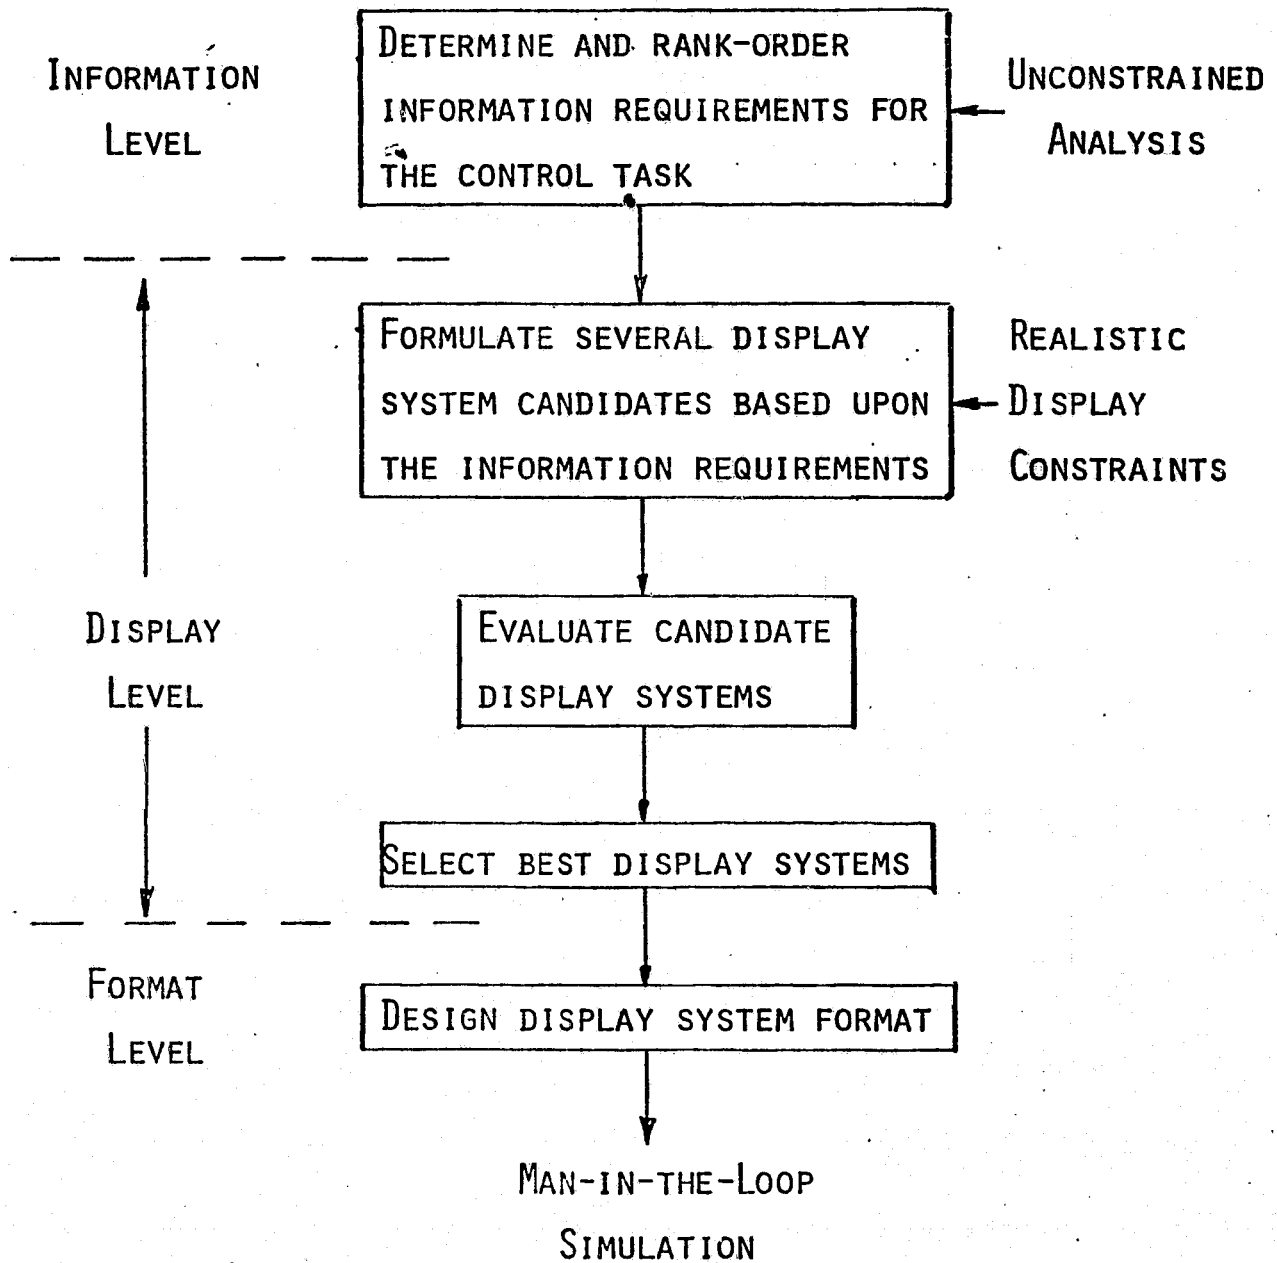 INFORMATION
LEVEL
DETERMINE AND RANK-ORDER
INFORMATION REQUIREMENTS FOR
THE CONTROL TASK
UNCONSTRAINED
ANALYSIS
FORMULATE SEVERAL DISPLAY
SYSTEM CANDIDATES BASED UPON
THE INFORMATION REQUIREMENTS
REALISTIC
DISPLAY
CONSTRAINTS
DISPLAY
LEVEL
EVALUATE CANDIDATE
DISPLAY SYSTEMS
SELECT BEST DISPLAY SYSTEMS
FORMAT
LEVEL
DESIGN DISPLAY SYSTEM FORMAT
MAN-IN-THE-LOOP
SIMULATION